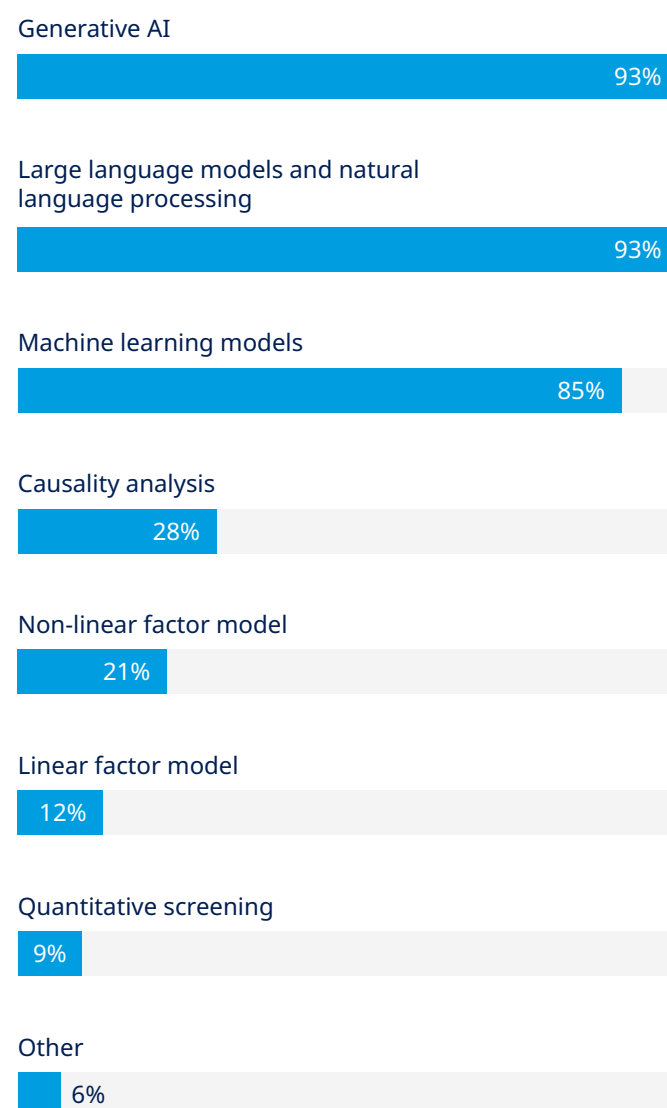 Generative AI
93%
Large language models and natural
language processing
93%
Machine learning models
85%
Causality analysis
28%
Non-linear factor model
21%
Linear factor model
12%
Quantitative screening
9%
Other
6%